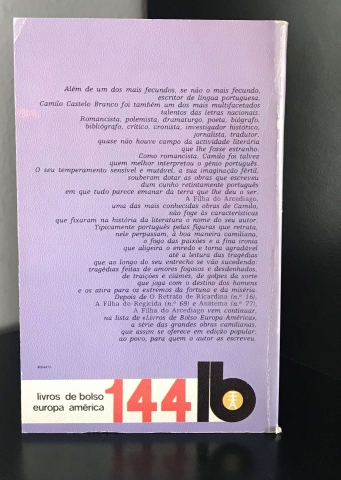 Além de um dos mais fecundos, se não o mais fecundo,
escritor de língua portuguesa,
Camilo Castelo Branco foi também um dos mais multifacetados
talentos das letras nacionais.
Romancista, polemista, dramaturgo, poeta, biógrafo,
bibliógrafo, crítico, cronista, investigador histórico,
jornalista, tradutor,
quase não houve campo da actividade literária
que lhe fosse estranho.
Como romancista, Camilo foi talvez
quem melhor interpretou o génio português.
O seu temperamento sensível e mutável, a sua imaginação fértil,
souberam dotar as obras que escreveu
dum cunho retintamente português
em que tudo parece emanar da terra que lhe deu o ser.
A Filha do Arcediago,
uma das mais conhecidas obras de Camilo,
não foge às características
que fixaram na história da literatura o nome do seu autor.
Tipicamente português pelas figuras que retrata,
nele perpassam, à boa maneira camiliana,
o fogo das paixões e a fina ironia
que aligeira o enredo e torna agradável
até a leitura das tragédias
que ao longo do seu entrecho se vão sucedendo:
tragédias feitas de amores fogosos e desdenhados,
de traições e ciúmes, de golpes da sorte
que joga com o destino dos homens
e os atira para os extremos da fortuna e da miséria.
Depois de O Retrato de Ricardina (n.º 16),
A Filha do Regicida (n.º 69) e Anátema (n.º 77),
A Filha do Arcediago vem continuar,
na lista de «Livros de Bolso Europa-América»,
a série das grandes obras camilianas,
que assim se oferece em edição popular,
ao povo, para quem o autor as escreveu.
livros de bolso
europa américa
144 lb